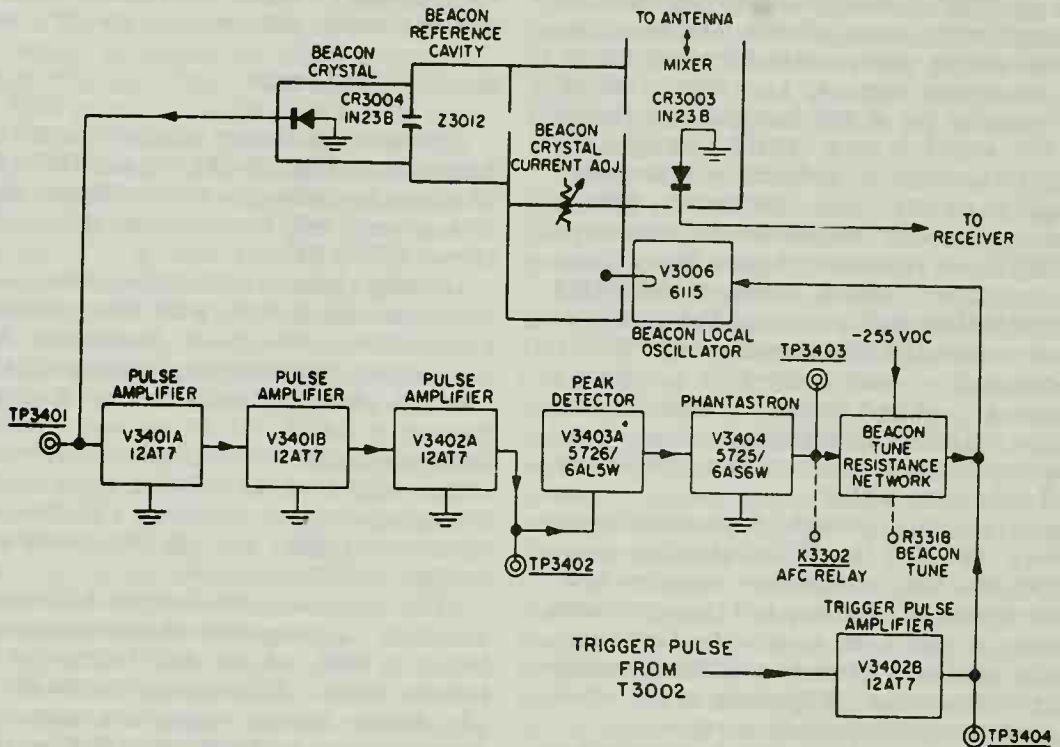 BEACON
REFERENCE
CAVITY
TO ANTENNA
MIXER
BEACON
CRYSTAL
CR3004
IN23B
Z3012
CR3003
IN23B
BEACON
CRYSTAL
CURRENT ADJ.
TO
RECEIVER
V3006
6115
BEACON LOCAL
OSCILLATOR
-255 VDC
TP3403
TP3401
PULSE
AMPLIFIER
V3401A
12AT7
PULSE
AMPLIFIER
V3401B
12AT7
PULSE
AMPLIFIER
V3402A
12AT7
PEAK
DETECTOR
V3403A
5726/
6AL5W
PHANTASTRON
V3404
5725/
6AS6W
BEACON
TUNE
RESISTANCE
NETWORK
TP3402
K3302
AFC RELAY
R3318
BEACON
TUNE
TRIGGER PULSE
AMPLIFIER
V3402B
12AT7
TRIGGER PULSE
FROM
T3002
TP3404